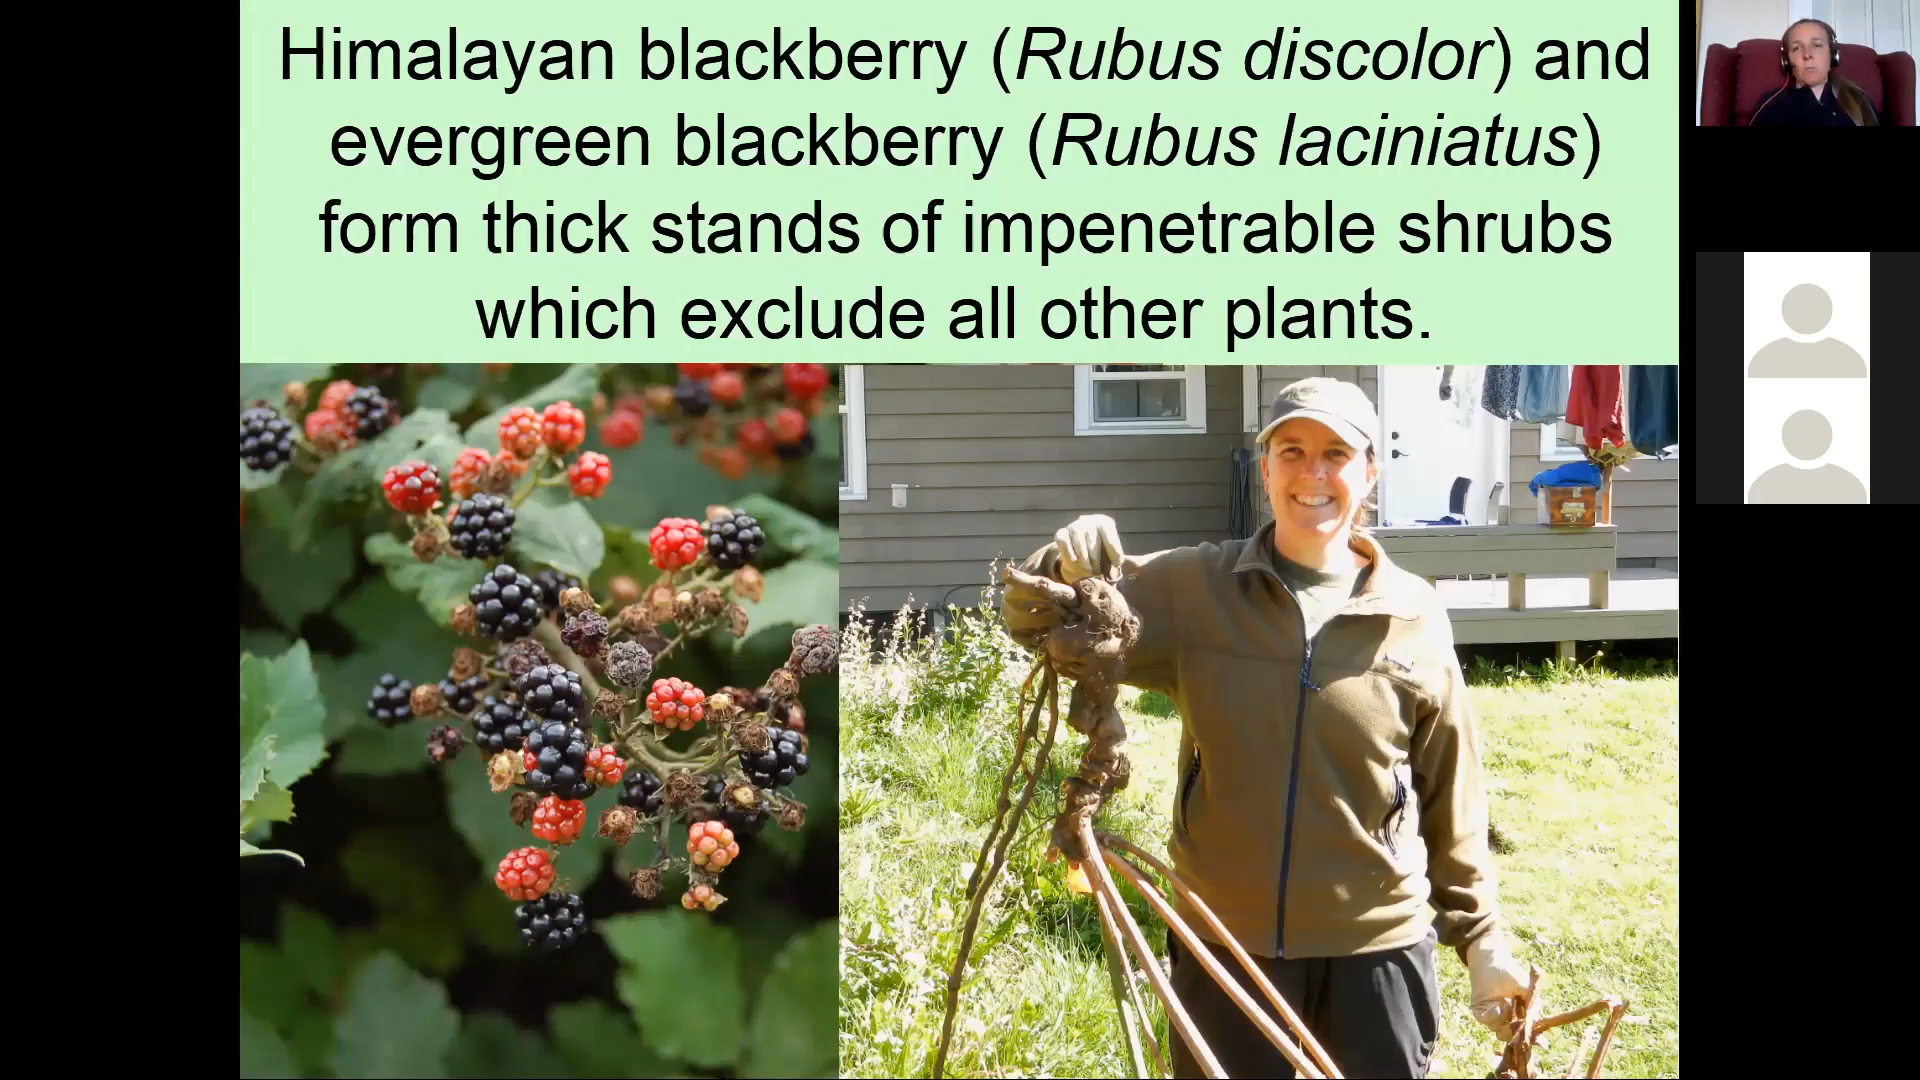 Himalayan blackberry (Rubus discolor) and
evergreen blackberry (Rubus laciniatus)
form thick stands of impenetrable shrubs
which exclude all other plants.